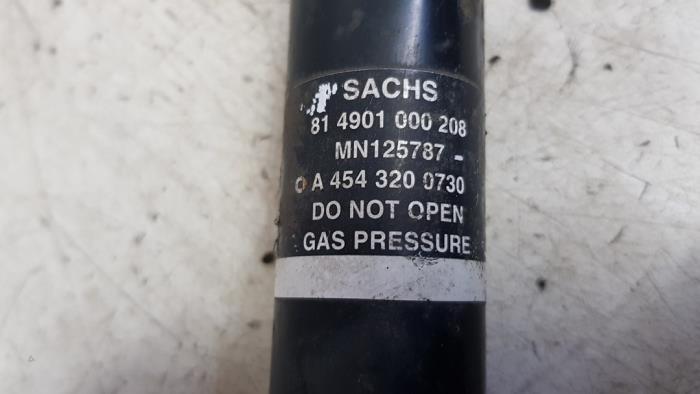 SACHS
81 4901 000 208
MN125787 -
A 454 320 0730
DO NOT OPEN
GAS PRESSURE